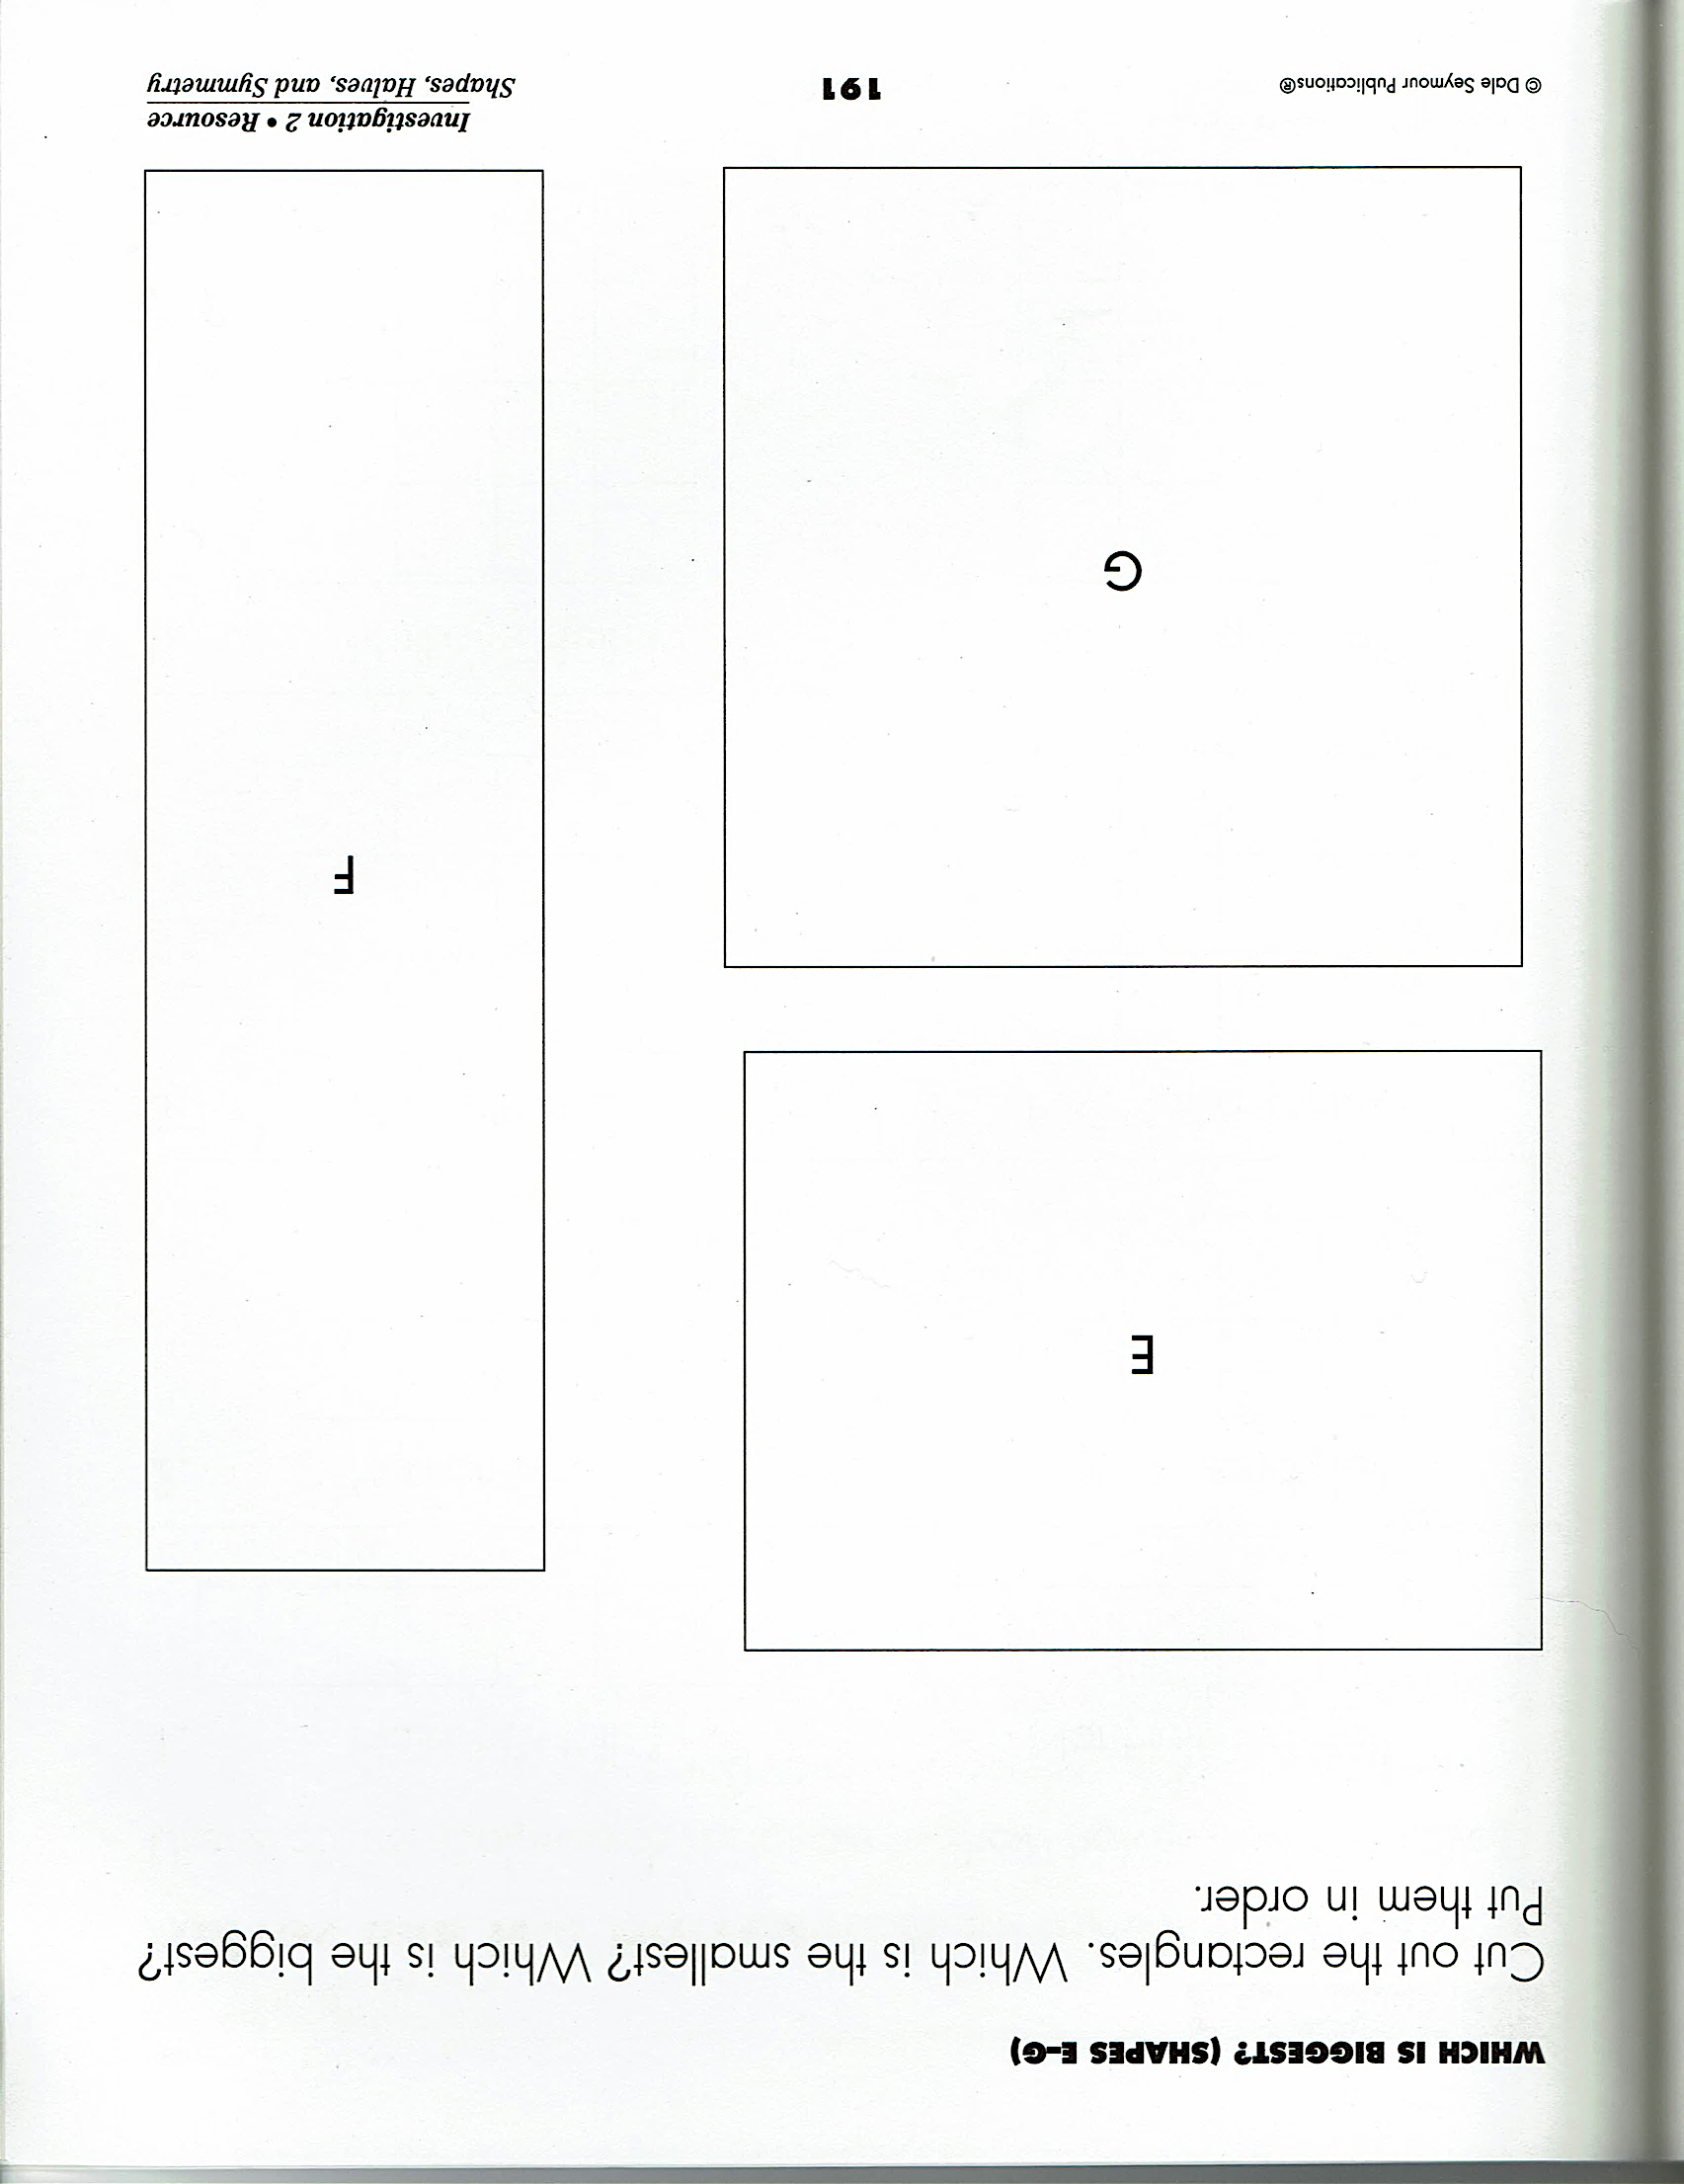 WHICH IS BIGGEST? (SHAPES E–G)
Cut out the rectangles. Which is the smallest? Which is the biggest?
Put them in order.
E
F
G
© Dale Seymour Publications®
191
Investigation 2 • Resource
Shapes, Halves, and Symmetry